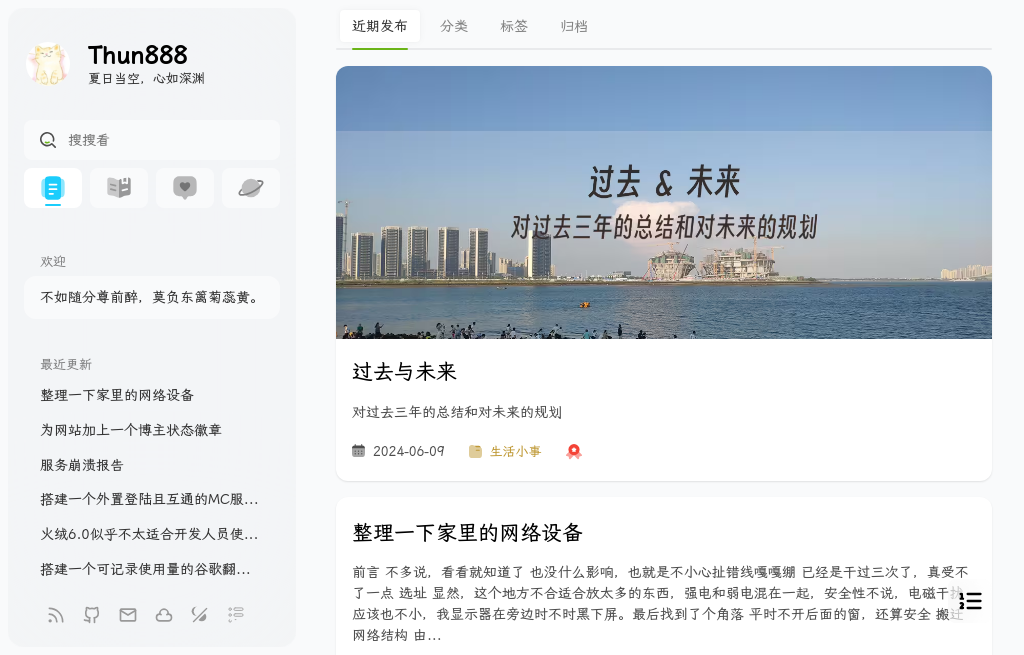 Thun888
夏日当空，心如深渊
搜搜看
欢迎
不如随分尊前醉，莫负东篱菊蕊黄。
最近更新
整理一下家里的网络设备
为网站加上一个博主状态徽章
服务崩溃报告
搭建一个外置登陆且互通的MC服...
火绒6.0似乎不太适合开发人员使...
搭建一个可记录使用量的谷歌翻...
近期发布 分类 标签 归档
过去 & 未来
对过去三年的总结和对未来的规划
过去与未来
对过去三年的总结和对未来的规划
2024-06-09 生活小事
整理一下家里的网络设备
前言 不多说，看看就知道了 也没什么影响，也就是不小心扯错线嘎嘎绷 已经是干过三次了，真受不
了一点 选址 显然，这个地方不合适合放太多的东西，强电和弱电混在一起，安全性不说，电磁干扰
应该也不小，我显示器在旁边时不时黑下屏。最后找到了个角落 平时不开后面的窗，还算安全 搬迁
网络结构 由...